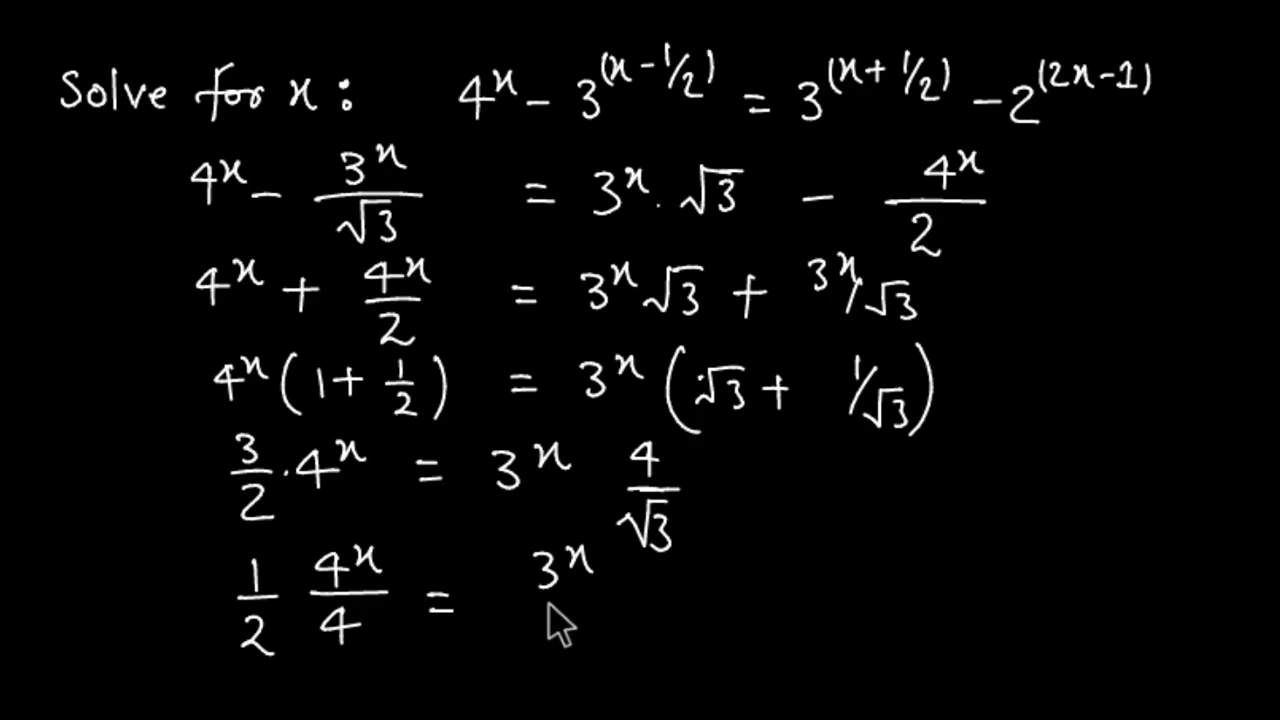 Solve for x : 4^x - 3^(x - 1/2) = 3^(x + 1/2) - 2^(2x - 1)
4^x - 3^x/√3 = 3^x . √3 - 4^x/2
4^x + 4^x/2 = 3^x √3 + 3^x/√3
4^x (1 + 1/2) = 3^x (√3 + 1/√3)
3/2 . 4^x = 3^x 4/√3
1/2 4^x/4 = 3^x